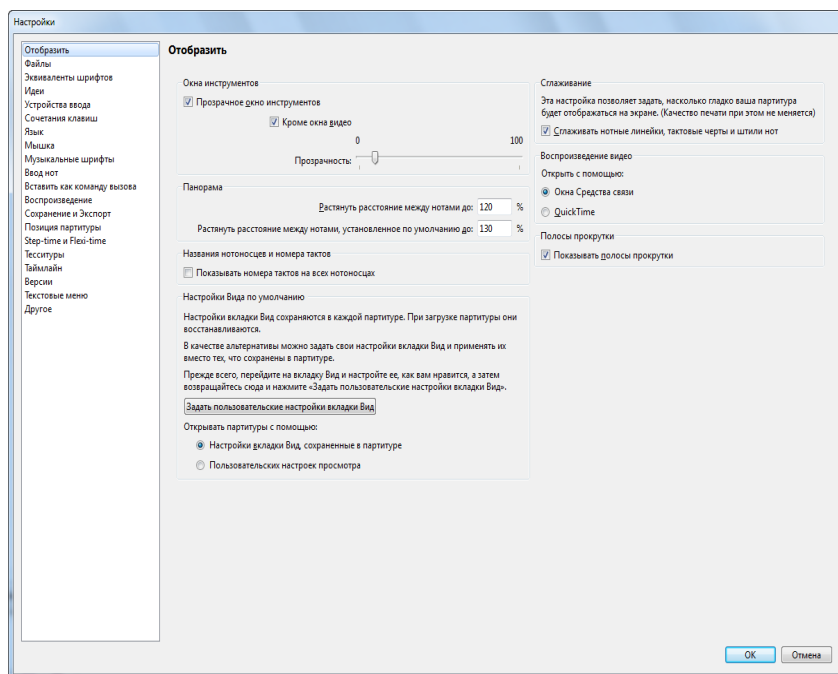 Настройки
Отобразить
Файлы
Эквиваленты шрифтов
Идеи
Устройства ввода
Сочетания клавиш
Язык
Мышка
Музыкальные шрифты
Ввод нот
Вставить как команду вызова
Воспроизведение
Сохранение и Экспорт
Позиция партитуры
Step-time и Flexi-time
Тесситуры
Таймлайн
Версии
Текстовые меню
Другое
Отобразить
Окна инструментов
Прозрачное окно инструментов
Кроме окна видео
0 100
Прозрачность:
Панорама
Растянуть расстояние между нотами до: 120 %
Растянуть расстояние между нотами, установленное по умолчанию до: 130 %
Названия нотоносцев и номера тактов
Показывать номера тактов на всех нотоносцах
Настройки Вида по умолчанию
Настройки вкладки Вид сохраняются в каждой партитуре. При загрузке партитуры они
восстанавливаются.
В качестве альтернативы можно задать свои настройки вкладки Вид и применять их
вместо тех, что сохранены в партитуре.
Прежде всего, перейдите на вкладку Вид и настройте ее, как вам нравится, а затем
возвращайтесь сюда и нажмите «Задать пользовательские настройки вкладки Вид».
Задать пользовательские настройки вкладки Вид
Открывать партитуры с помощью:
Настройки вкладки Вид, сохраненные в партитуре
Пользовательских настроек просмотра
Сглаживание
Эта настройка позволяет задать, насколько гладко ваша партитура
будет отображаться на экране. (Качество печати при этом не меняется)
Сглаживать нотные линейки, тактовые черты и штили нот
Воспроизведение видео
Открыть с помощью:
Окна Средства связи
QuickTime
Полосы прокрутки
Показывать полосы прокрутки
OK
Отмена